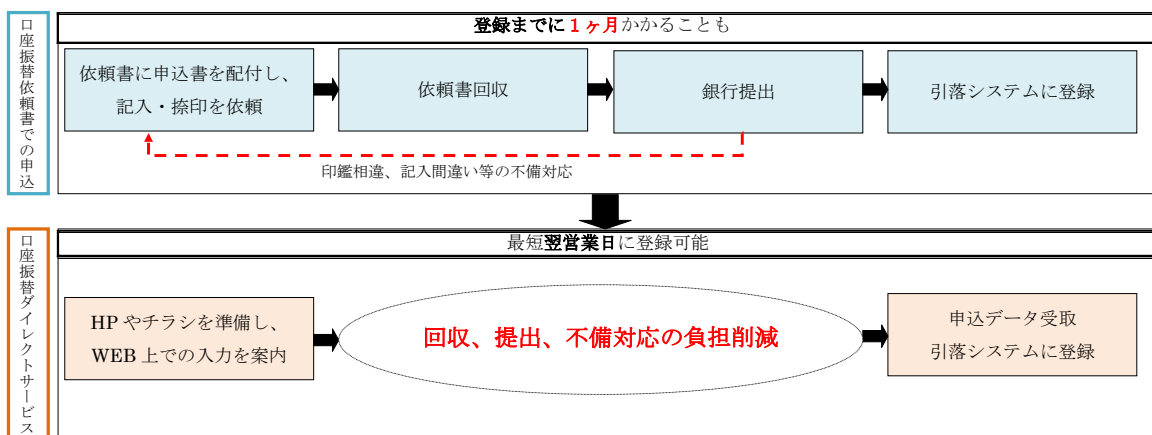 口座振替依頼書での申込
登録までに１ヶ月かかることも
依頼書に申込書を配付し、
記入・捺印を依頼
依頼書回収
銀行提出
引落システムに登録
印鑑相違、記入間違い等の不備対応
口座振替ダイレクトサービス
最短翌営業日に登録可能
HP やチラシを準備し、
WEB 上での入力を案内
回収、提出、不備対応の負担削減
申込データ受取
引落システムに登録